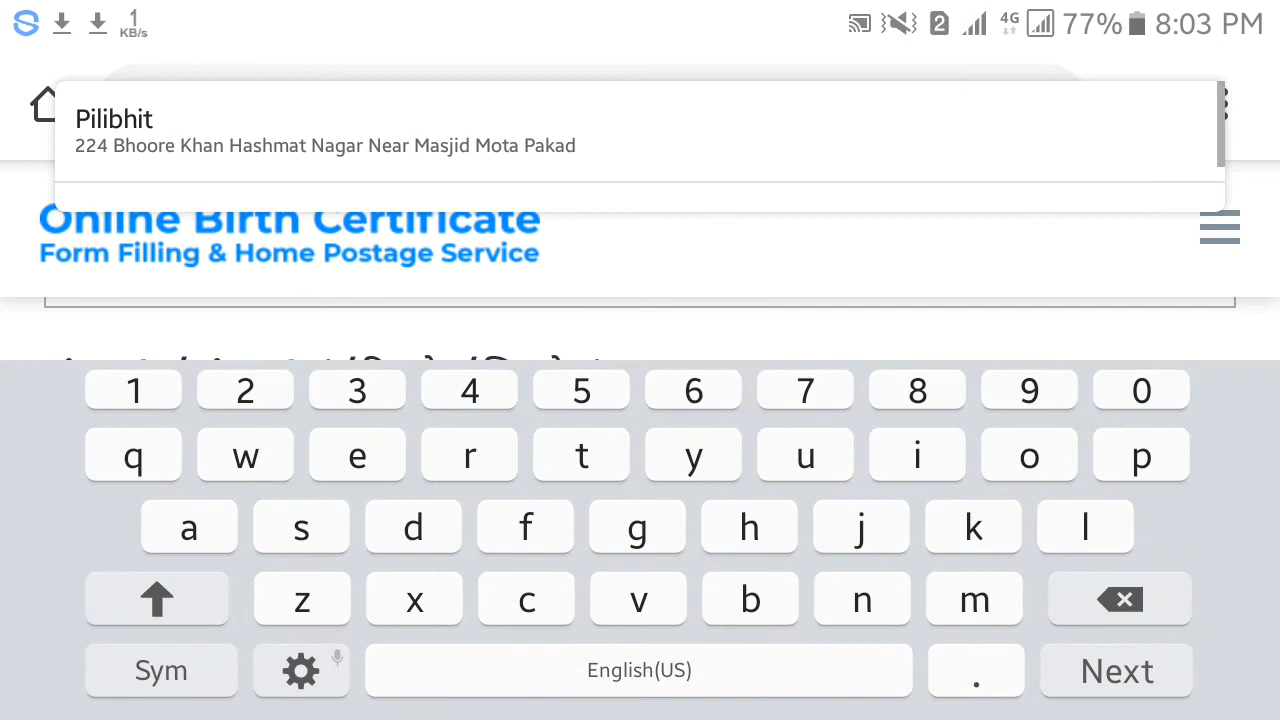 1 KB/s 2 4G 77% 8:03 PM
Pilibhit
224 Bhoore Khan Hashmat Nagar Near Masjid Mota Pakad
Online Birth Certificate
Form Filling & Home Postage Service
1 2 3 4 5 6 7 8 9 0
q w e r t y u i o p
a s d f g h j k l
z x c v b n m
Sym English(US) . Next